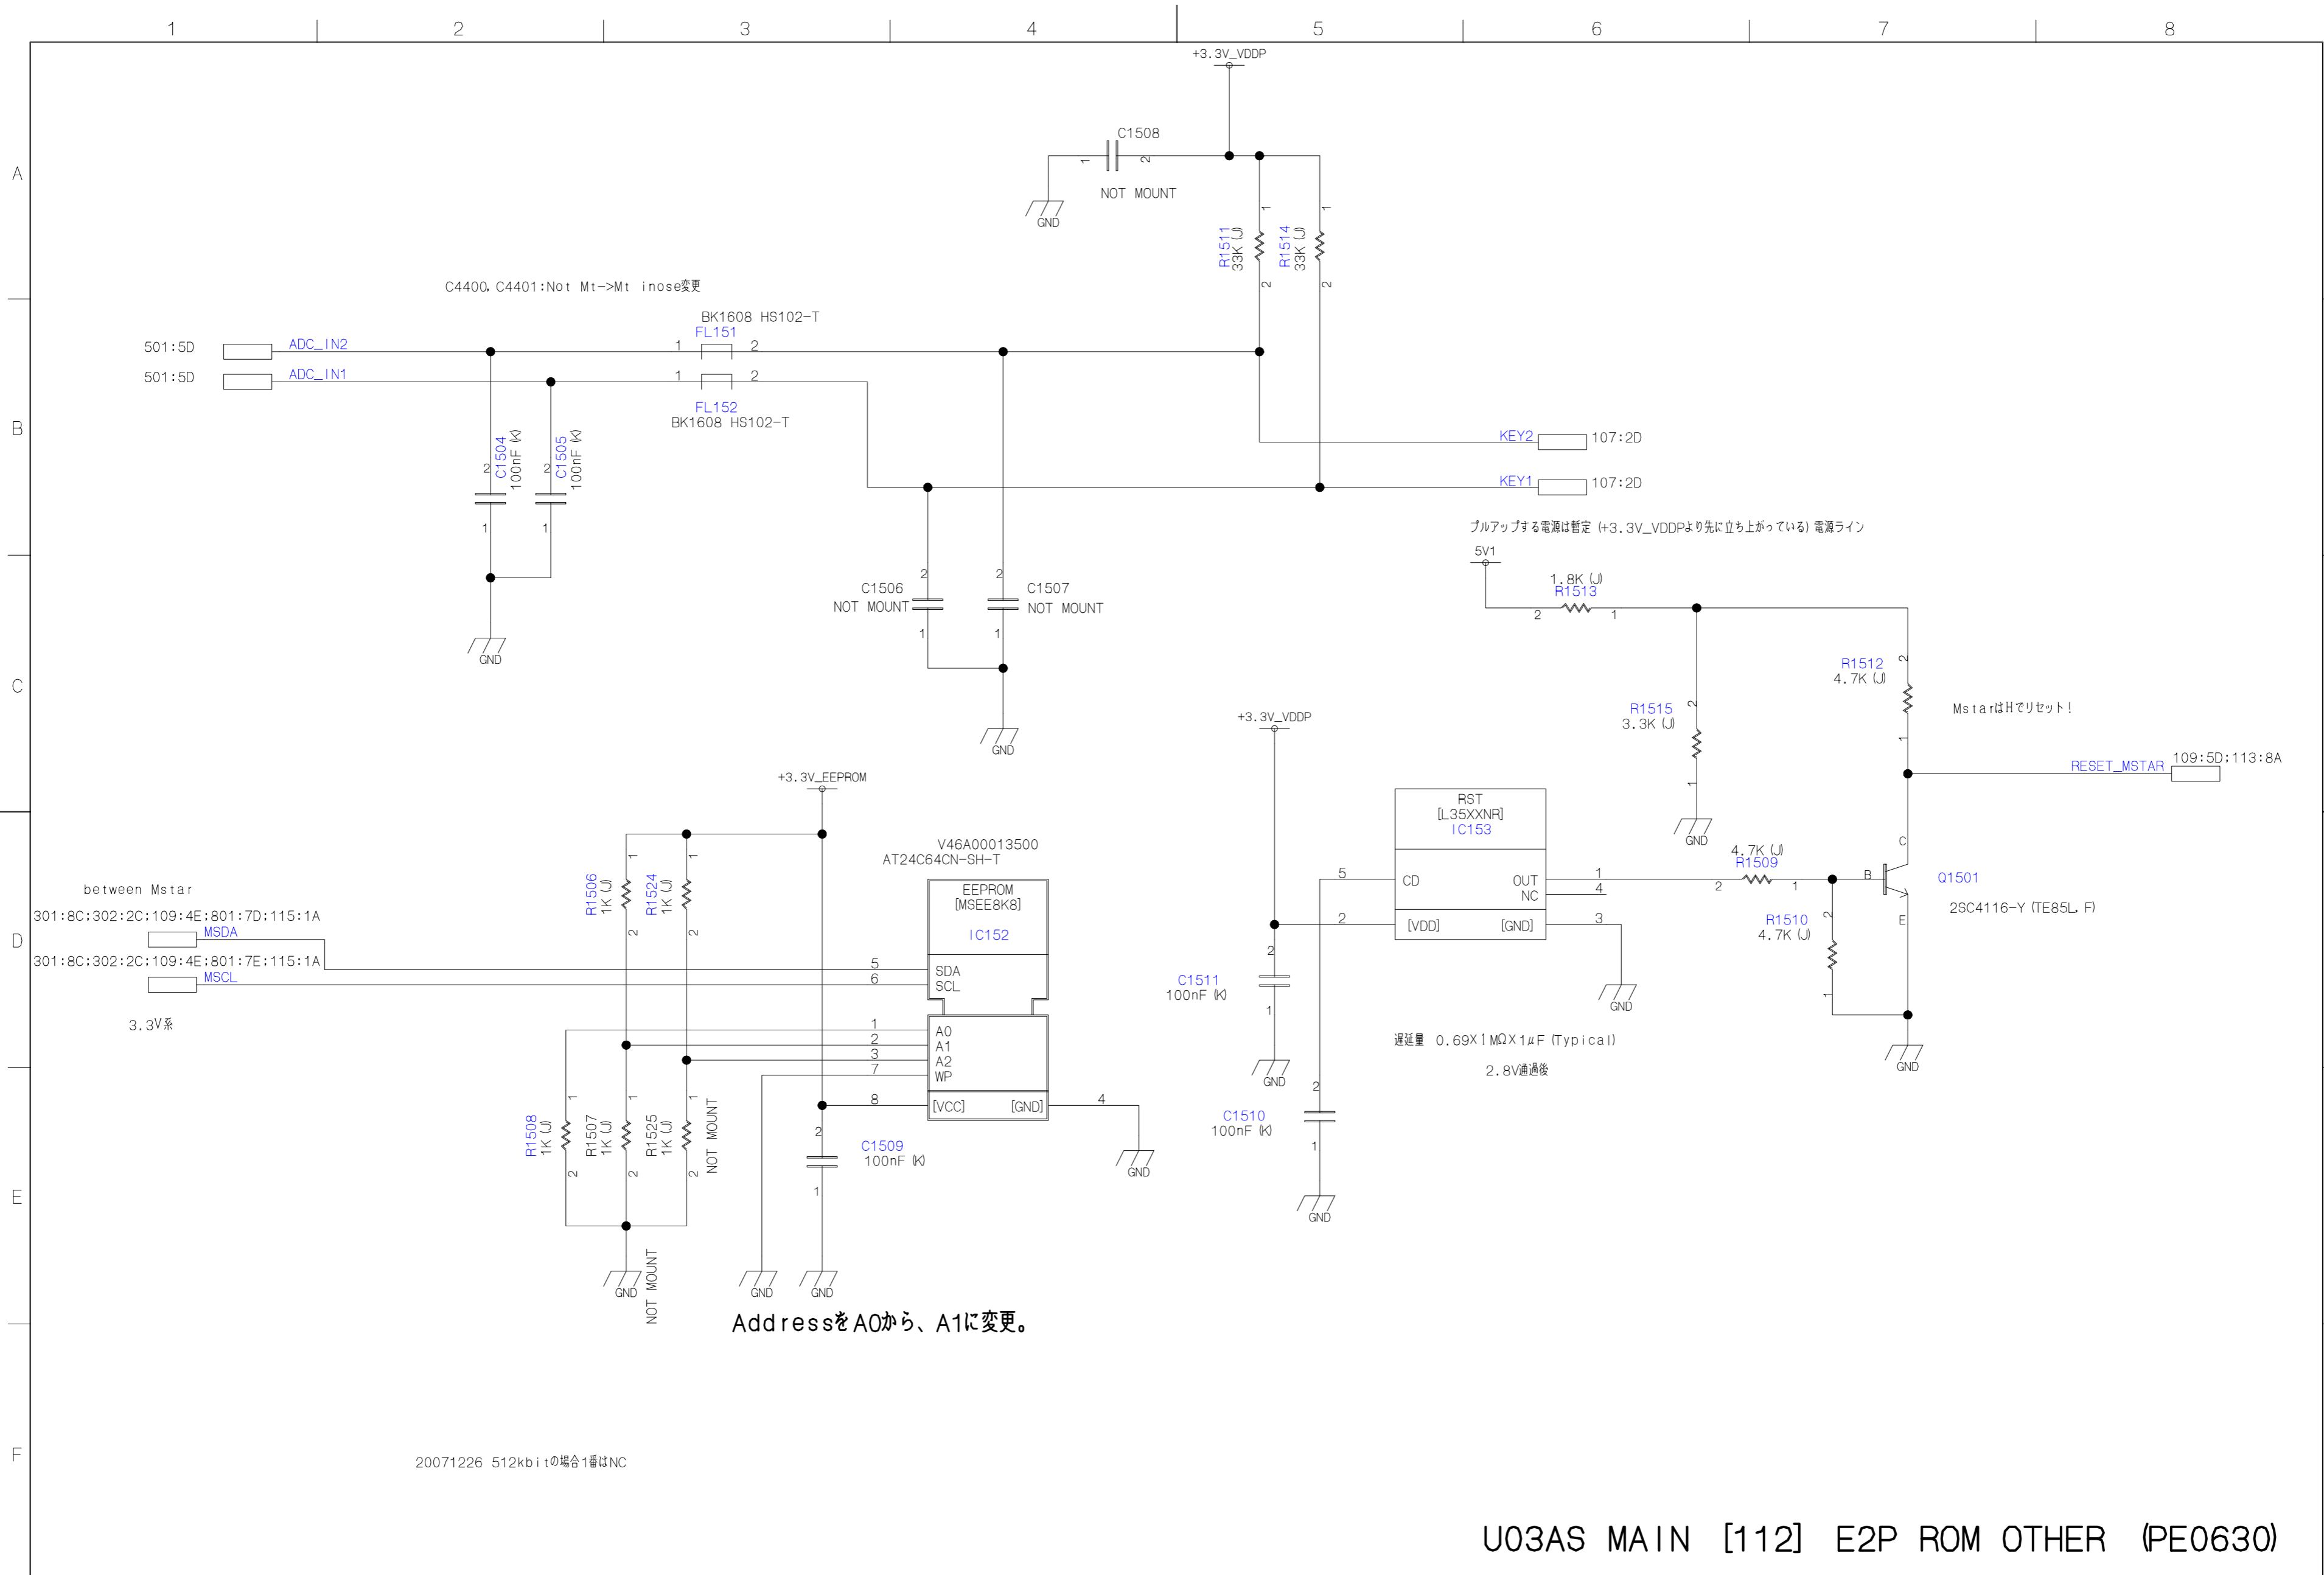 1 2 3 4 5 6 7 8
A
B
C
D
E
F
+3.3V_VDDP
C1508
1 2
NOT MOUNT
GND
R1511
33K (J)
1
2
R1514
33K (J)
1
2
C4400, C4401:Not Mt->Mt inose変更
BK1608 HS102-T
FL151
501:5D ADC_IN2 1 2
501:5D ADC_IN1 1 2
FL152
BK1608 HS102-T
C1504
100nF (K)
2
1
C1505
100nF (K)
2
1
GND
KEY2 107:2D
KEY1 107:2D
C1506
NOT MOUNT
2
1
C1507
NOT MOUNT
2
1
GND
プルアップする電源は暫定 (+3.3V_VDDPより先に立ち上がっている) 電源ライン
5V1
1.8K (J)
R1513
2 1
R1512
4.7K (J)
2
1
R1515
3.3K (J)
2
1
GND
MstarはHでリセット!
RESET_MSTAR 109:5D;113:8A
+3.3V_VDDP
RST
[L35XXNR]
IC153
5 CD OUT 1
NC 4
2 [VDD] [GND] 3
GND
4.7K (J)
R1509
2 1
R1510
4.7K (J)
2
1
C
B
E
Q1501
2SC4116-Y (TE85L, F)
GND
C1511
100nF (K)
2
1
GND
遅延量 0.69X1MΩX1μF (Typical)
2.8V通過後
C1510
100nF (K)
2
1
GND
+3.3V_EEPROM
V46A00013500
AT24C64CN-SH-T
EEPROM
[MSEE8K8]
IC152
5 SDA
6 SCL
1 A0
2 A1
3 A2
7 WP
8 [VCC] [GND] 4
GND
between Mstar
301:8C;302:2C;109:4E;801:7D;115:1A
MSDA
301:8C;302:2C;109:4E;801:7E;115:1A
MSCL
3.3V系
R1506
1K (J)
1
2
R1524
1K (J)
1
2
R1508
1K (J)
1
2
R1507
1K (J)
1
2
R1525
1K (J)
1
2
NOT MOUNT
GND
NOT MOUNT
C1509
100nF (K)
2
1
GND
GND
AddressをA0から、A1に変更。
20071226 512kbitの場合1番はNC
U03AS MAIN [112] E2P ROM OTHER (PE0630)